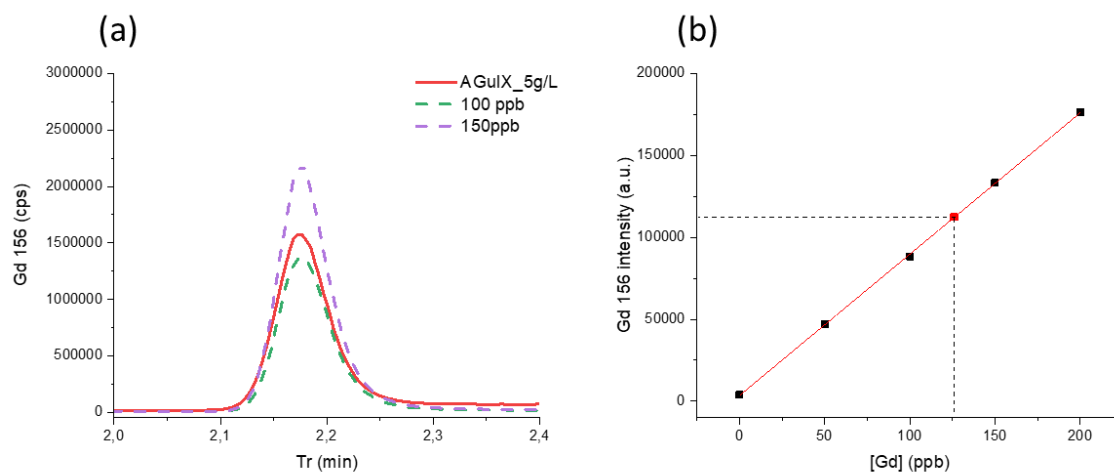 (a)
3000000
2500000
2000000
1500000
1000000
500000
0
Gd 156 (cps)
AGuIX_5g/L
100 ppb
150ppb
2,0
2,1
2,2
2,3
2,4
Tr (min)
(b)
200000
150000
100000
50000
0
Gd 156 intensity (a.u.)
0
50
100
150
200
[Gd] (ppb)